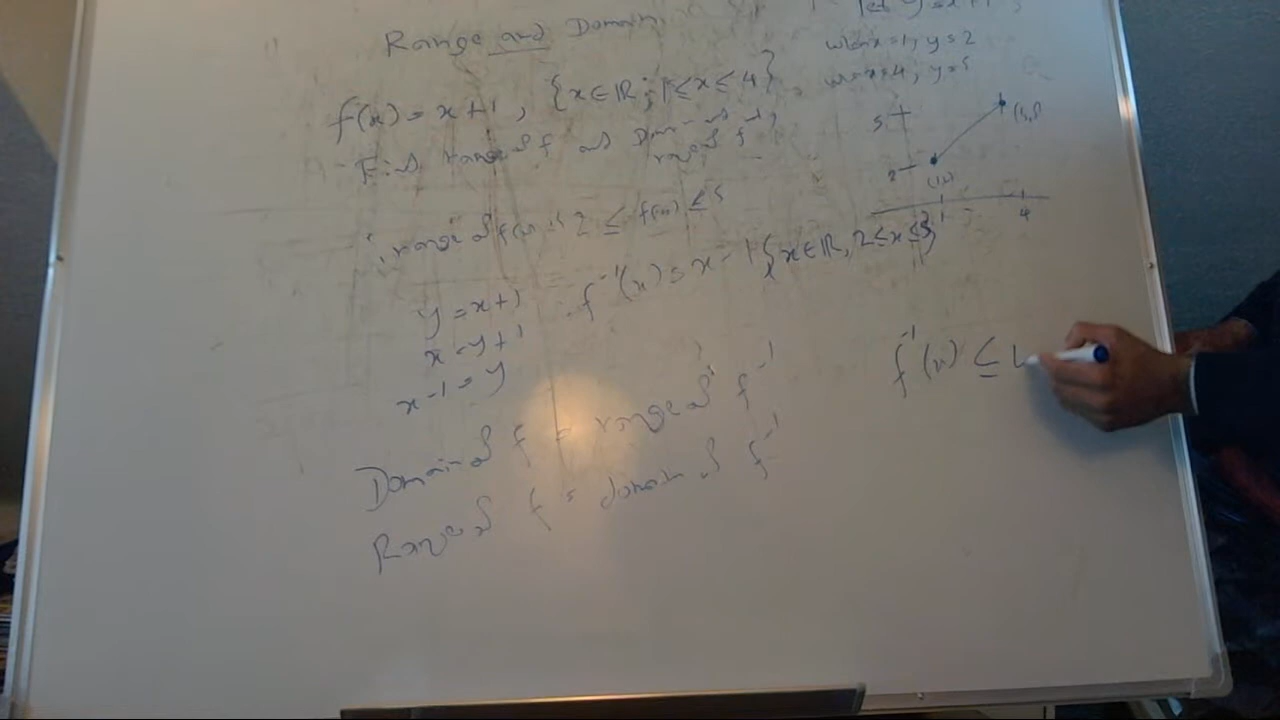 Range and Domain
let y = x+1,
when x=1, y=2
when x=4, y=5
f(x) = x+1, {x∈ℝ; 1≤x≤4}
- Find range of f and Domain and
range of f⁻¹
5
2
(1,2)
1
4
range of f(x) is 2 ≤ f(x) ≤ 5
y = x+1
x = y+1
x-1 = y
f⁻¹(x) = x-1 {x∈ℝ, 2≤x≤5}
f⁻¹(x) ≤
Domain of f = range of f⁻¹
Range of f = domain of f⁻¹